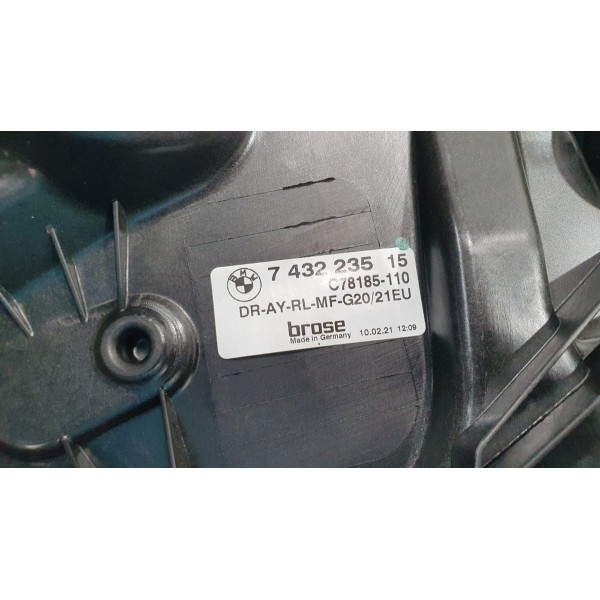 BMW
7 432 235 15
C78185-110
DR-AY-RL-MF-G20/21EU
brose
Made in Germany 10.02.21 12:09